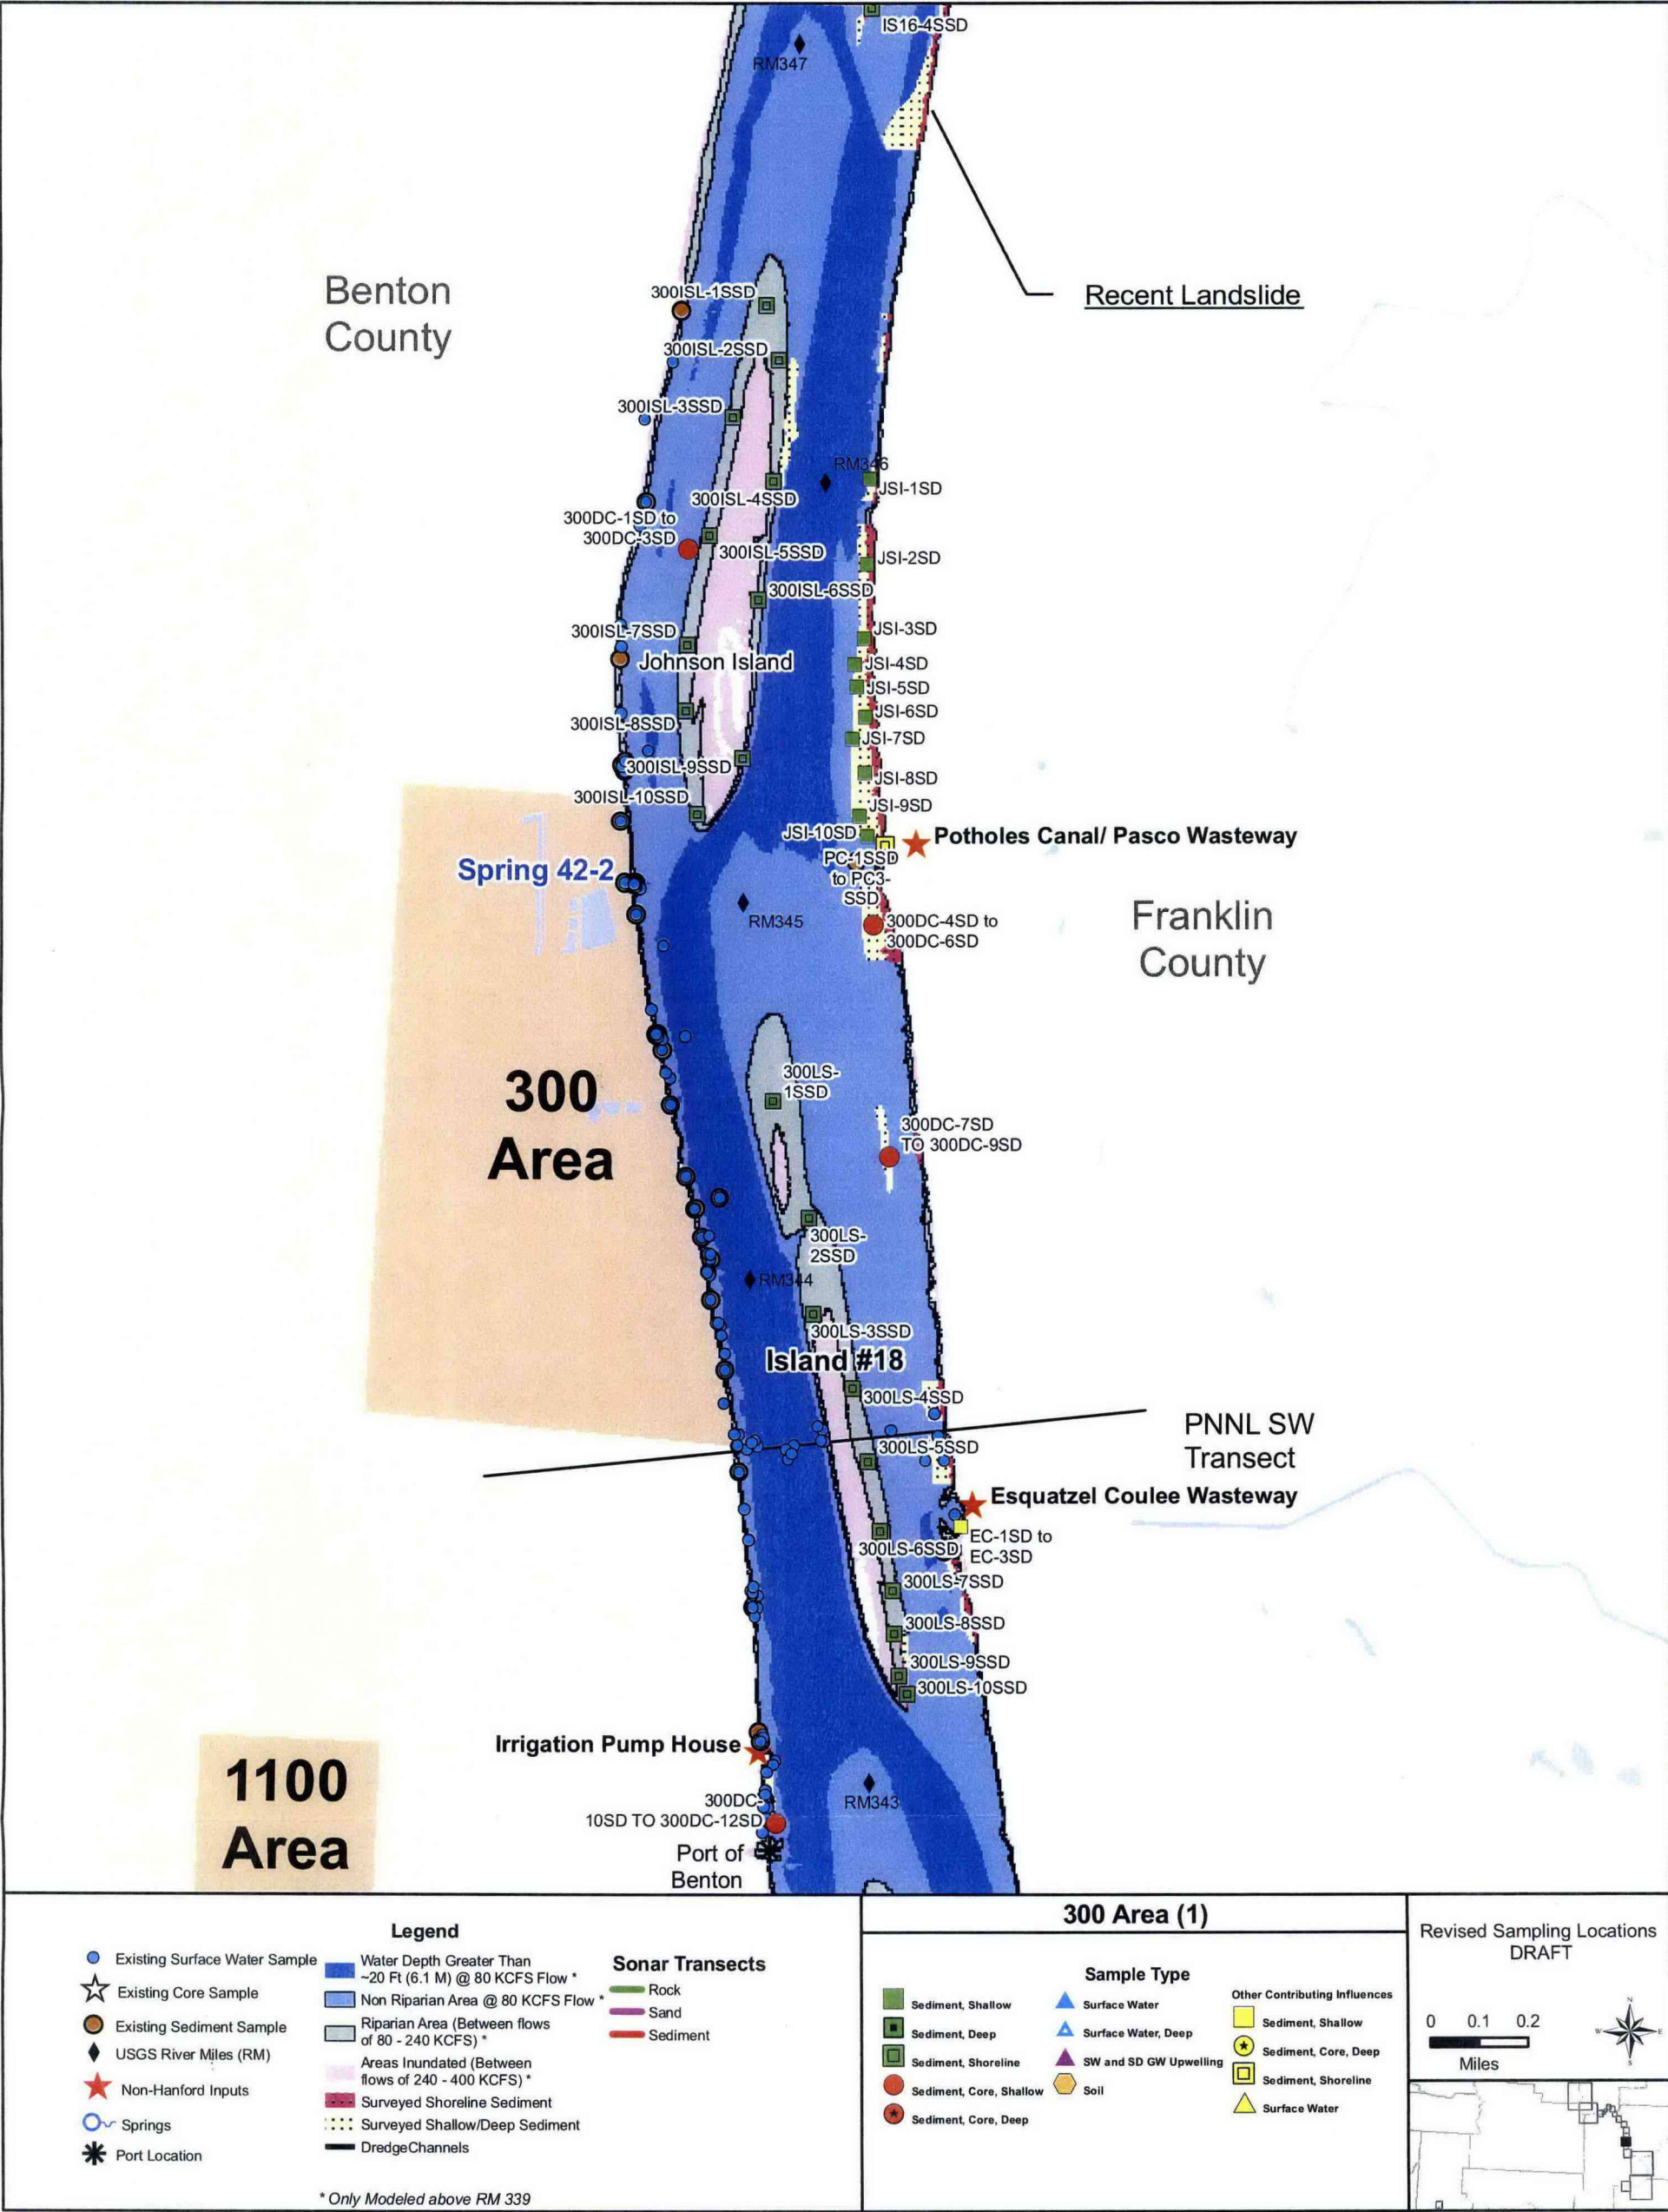 IS16-4SSD
RM347
Benton
County
Recent Landslide
300ISL-1SSD
300ISL-2SSD
300ISL-3SSD
RM346
JSI-1SD
300ISL-4SSD
300DC-1SD to
300DC-3SD
300ISL-5SSD
JSI-2SD
300ISL-6SSD
300ISL-7SSD
JSI-3SD
Johnson Island
JSI-4SD
JSI-5SD
JSI-6SD
300ISL-8SSD
JSI-7SD
300ISL-9SSD
JSI-8SD
300ISL-10SSD
JSI-9SD
JSI-10SD
Potholes Canal/ Pasco Wasteway
PC-1SSD
to PC3-
SSD
Spring 42-2
RM345
300DC-4SD to
300DC-6SD
Franklin
County
300
Area
300LS-
1SSD
300DC-7SD
TO 300DC-9SD
300LS-
2SSD
RM344
300LS-3SSD
Island #18
300LS-4SSD
PNNL SW
Transect
300LS-5SSD
Esquatzel Coulee Wasteway
EC-1SD to
EC-3SD
300LS-6SSD
300LS-7SSD
300LS-8SSD
300LS-9SSD
300LS-10SSD
Irrigation Pump House
1100
Area
RM343
300DC-
10SD TO 300DC-12SD
Port of
Benton
Legend
Existing Surface Water Sample
Existing Core Sample
Existing Sediment Sample
USGS River Miles (RM)
Non-Hanford Inputs
Springs
Port Location
Water Depth Greater Than
~20 Ft (6.1 M) @ 80 KCFS Flow *
Non Riparian Area @ 80 KCFS Flow *
Riparian Area (Between flows
of 80 - 240 KCFS) *
Areas Inundated (Between
flows of 240 - 400 KCFS) *
Surveyed Shoreline Sediment
Surveyed Shallow/Deep Sediment
DredgeChannels
* Only Modeled above RM 339
Sonar Transects
Rock
Sand
Sediment
300 Area (1)
Sample Type
Sediment, Shallow
Sediment, Deep
Sediment, Shoreline
Sediment, Core, Shallow
Sediment, Core, Deep
Surface Water
Surface Water, Deep
SW and SD GW Upwelling
Soil
Other Contributing Influences
Sediment, Shallow
Sediment, Core, Deep
Sediment, Shoreline
Surface Water
Revised Sampling Locations
DRAFT
0 0.1 0.2
Miles
N
W E
S